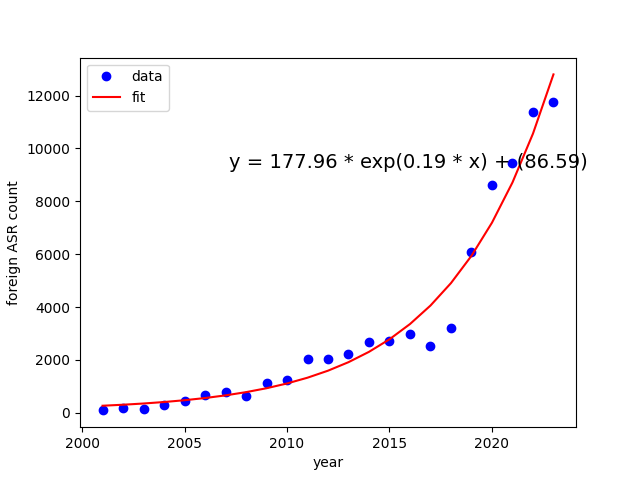 data
fit
y = 177.96 * exp(0.19 * x) + (86.59)
12000
10000
8000
6000
4000
2000
0
foreign ASR count
2000
2005
2010
2015
2020
year